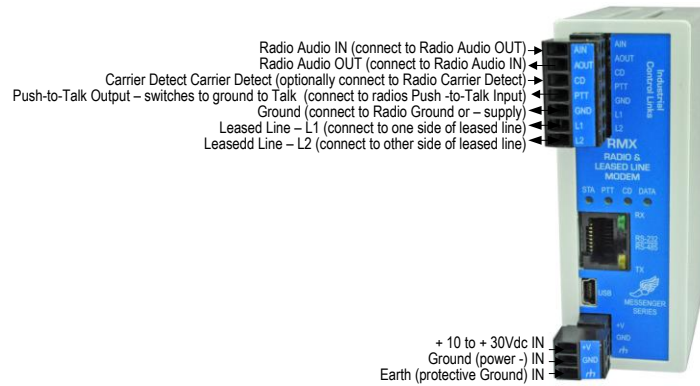 Radio Audio IN (connect to Radio Audio OUT)
Radio Audio OUT (connect to Radio Audio IN)
Carrier Detect Carrier Detect (optionally connect to Radio Carrier Detect)
Push-to-Talk Output – switches to ground to Talk (connect to radios Push -to-Talk Input)
Ground (connect to Radio Ground or – supply)
Leased Line – L1 (connect to one side of leased line)
Leasedd Line – L2 (connect to other side of leased line)
AIN
AOUT
CD
PTT
GND
L1
L2
AIN
AOUT
CD
PTT
GND
L1
L2
Industrial
Control Links
RMX
RADIO &
LEASED LINE
MODEM
STA PTT CD DATA
RX
RS-232
RS-485
TX
USB
MESSENGER
SERIES
+V
GND
+ 10 to + 30Vdc IN
Ground (power -) IN
Earth (protective Ground) IN
+V
GND